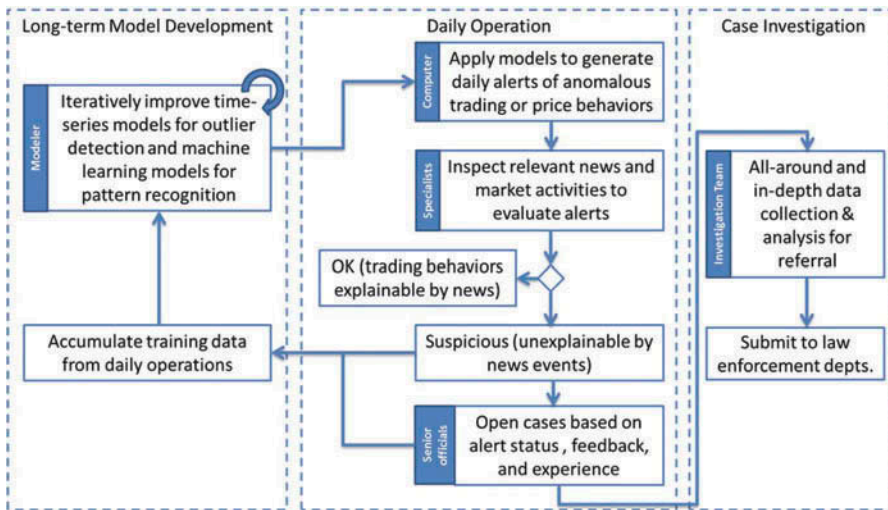 Long-term Model Development
Modeler
Iteratively improve time-
series models for outlier
detection and machine
learning models for
pattern recognition
Accumulate training data
from daily operations
Daily Operation
Computer
Apply models to generate
daily alerts of anomalous
trading or price behaviors
Specialists
Inspect relevant news and
market activities to
evaluate alerts
OK (trading behaviors
explainable by news)
Suspicious (unexplainable by
news events)
Senior
officials
Open cases based on
alert status , feedback,
and experience
Case Investigation
Investigation Team
All-around and
in-depth data
collection &
analysis for
referral
Submit to law
enforcement depts.